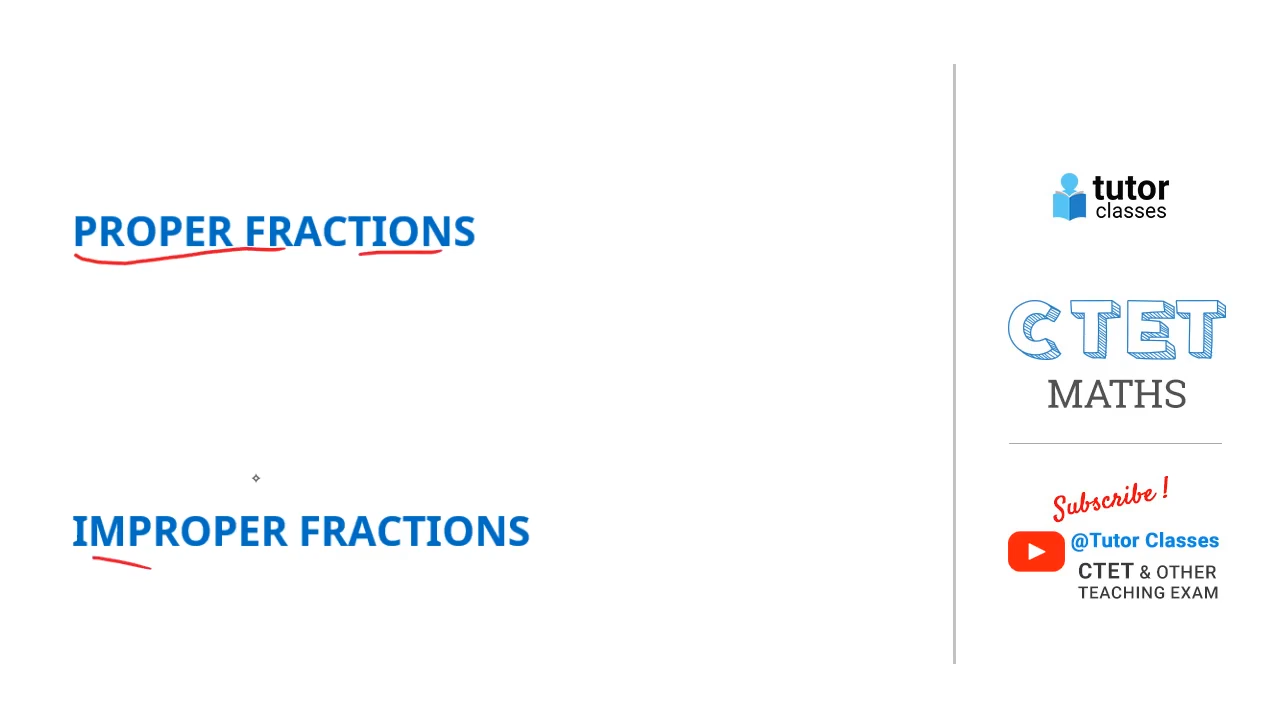 PROPER FRACTIONS
IMPROPER FRACTIONS
tutor
classes
CTET
MATHS
Subscribe !
@Tutor Classes
CTET & OTHER
TEACHING EXAM